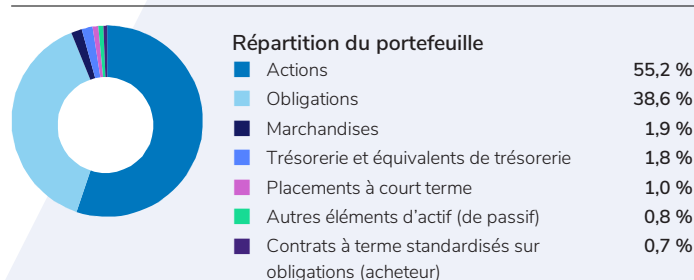 Répartition du portefeuille
Actions 55,2 %
Obligations 38,6 %
Marchandises 1,9 %
Trésorerie et équivalents de trésorerie 1,8 %
Placements à court terme 1,0 %
Autres éléments d’actif (de passif) 0,8 %
Contrats à terme standardisés sur 0,7 %
obligations (acheteur)